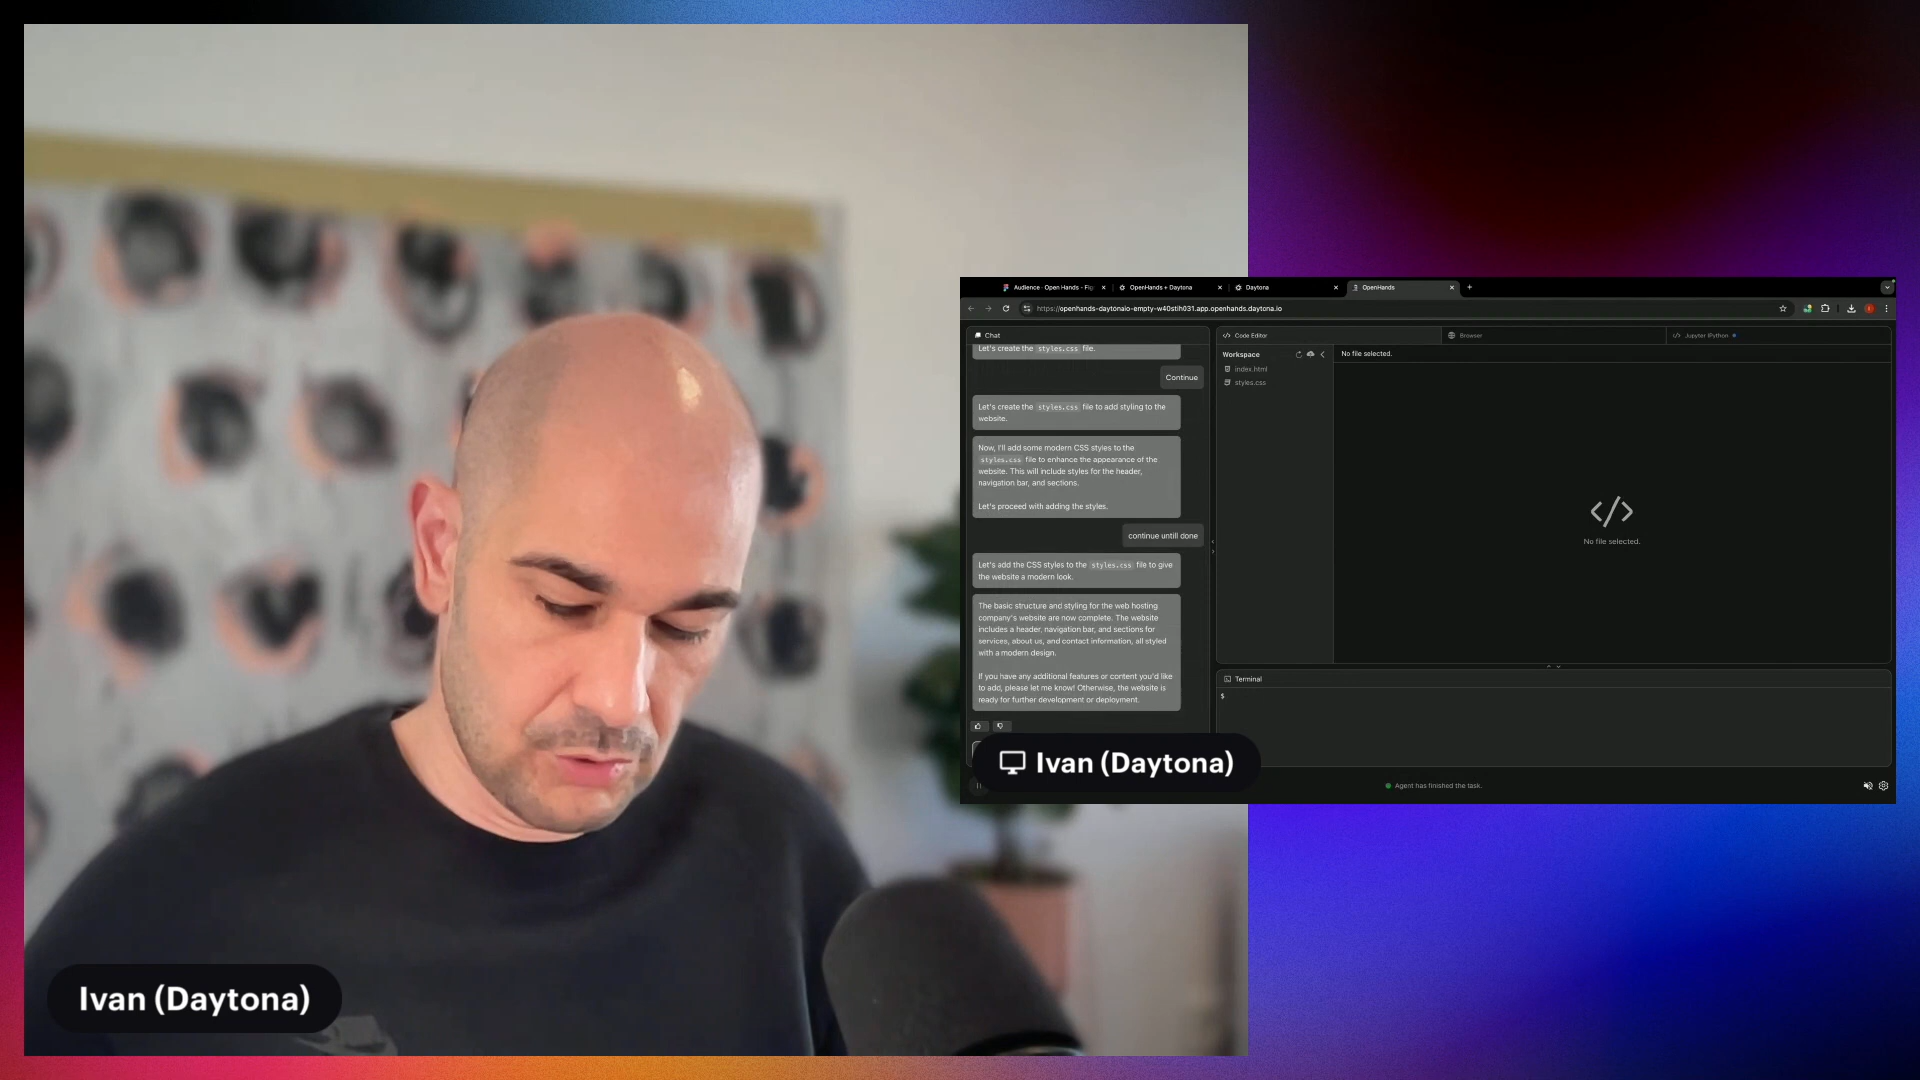 Audience · Open Hands - Fig
OpenHands + Daytona
Daytona
OpenHands
https://openhands-daytonaio-empty-w40stih031.app.openhands.daytona.io
Chat
Let's create the styles.css file.
Continue
Let's create the styles.css file to add styling to the
website.
Now, I'll add some modern CSS styles to the
styles.css file to enhance the appearance of the
website. This will include styles for the header,
navigation bar, and sections.
Let's proceed with adding the styles.
continue untill done
Let's add the CSS styles to the styles.css file to give
the website a modern look.
The basic structure and styling for the web hosting
company's website are now complete. The website
includes a header, navigation bar, and sections for
services, about us, and contact information, all styled
with a modern design.
If you have any additional features or content you'd like
to add, please let me know! Otherwise, the website is
ready for further development or deployment.
Code Editor
Browser
Jupyter IPython
Workspace
index.html
styles.css
No file selected.
</>
No file selected.
Terminal
$
Agent has finished the task.
Ivan (Daytona)
Ivan (Daytona)